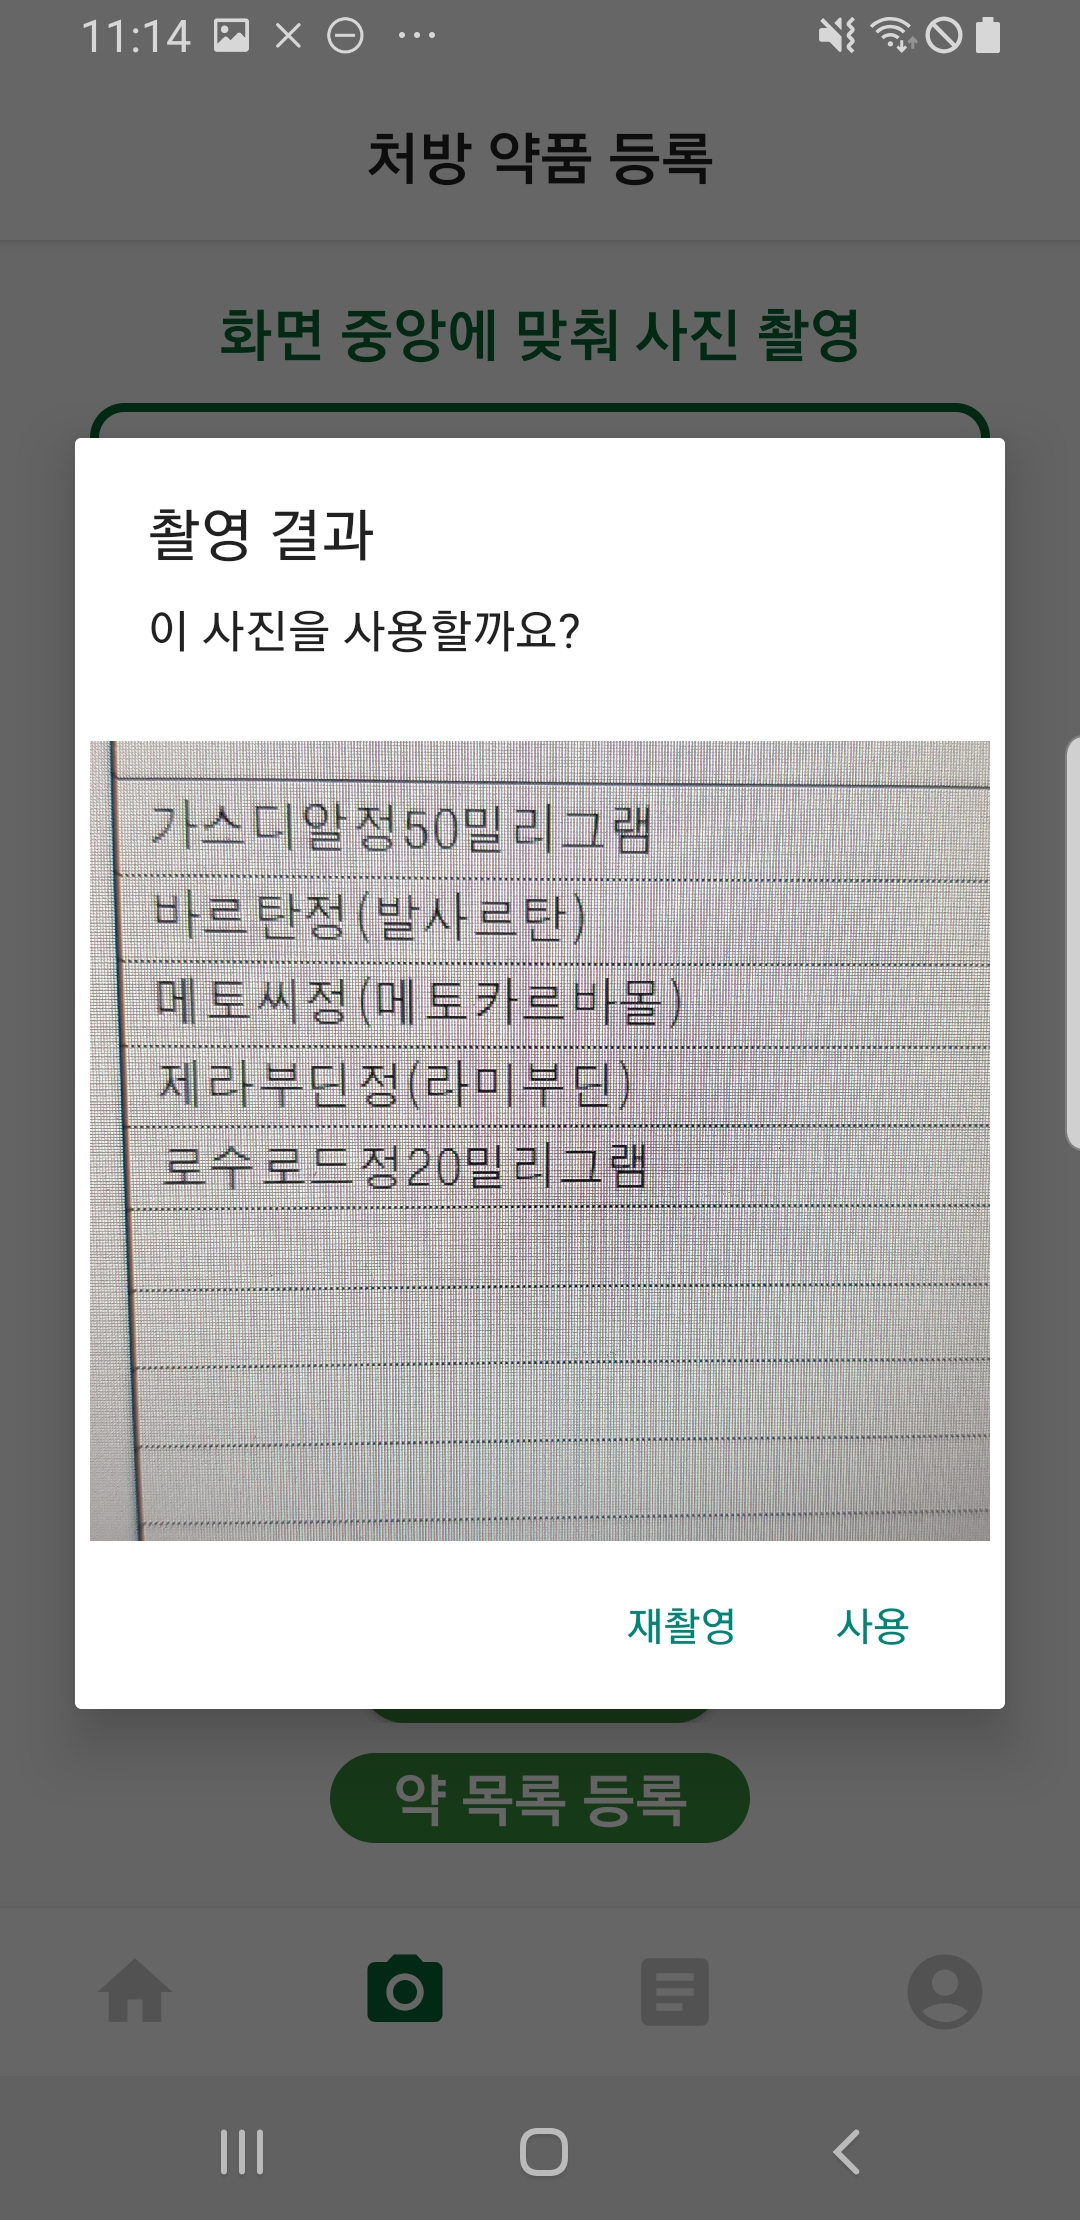 11:14
처방 약품 등록
화면 중앙에 맞춰 사진 촬영
촬영 결과
이 사진을 사용할까요?
가스디알정50밀리그램
바르탄정(발사르탄)
메토씨정(메토카르바몰)
제라부딘정(라미부딘)
로수로드정20밀리그램
재촬영 사용
약 목록 등록